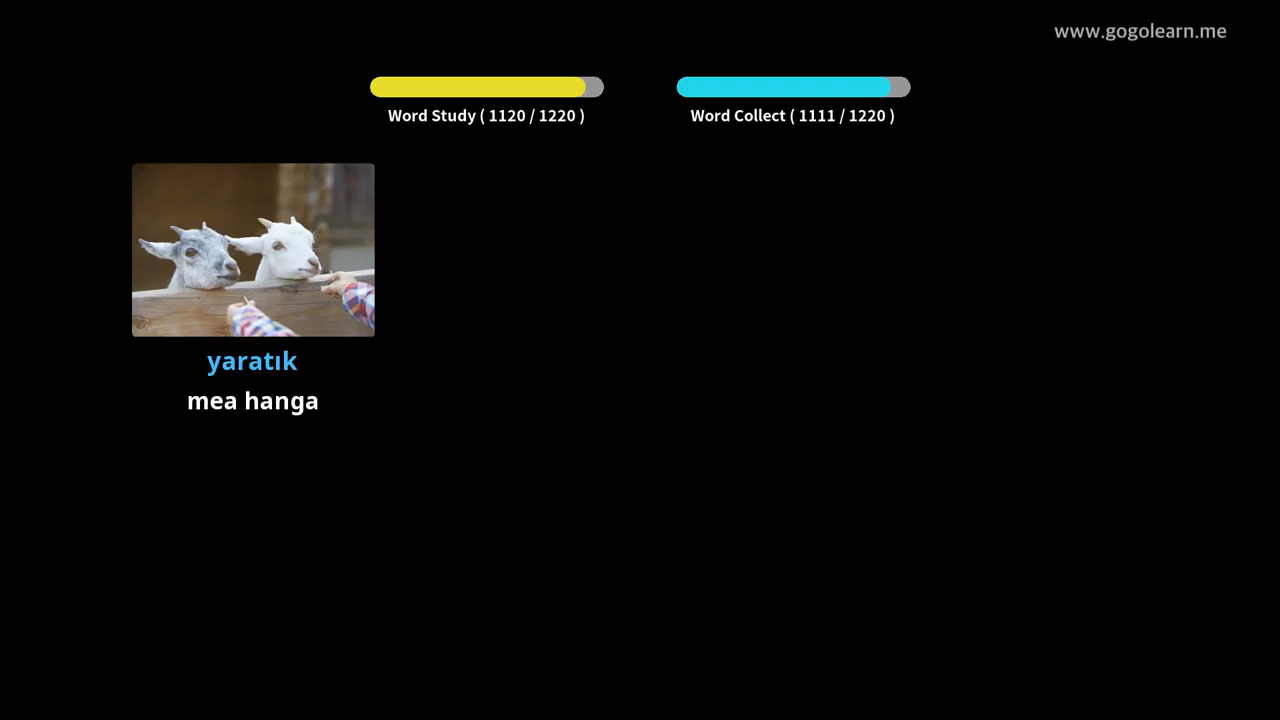 www.gogolearn.me
Word Study ( 1120 / 1220 )
Word Collect ( 1111 / 1220 )
yaratık
mea hanga